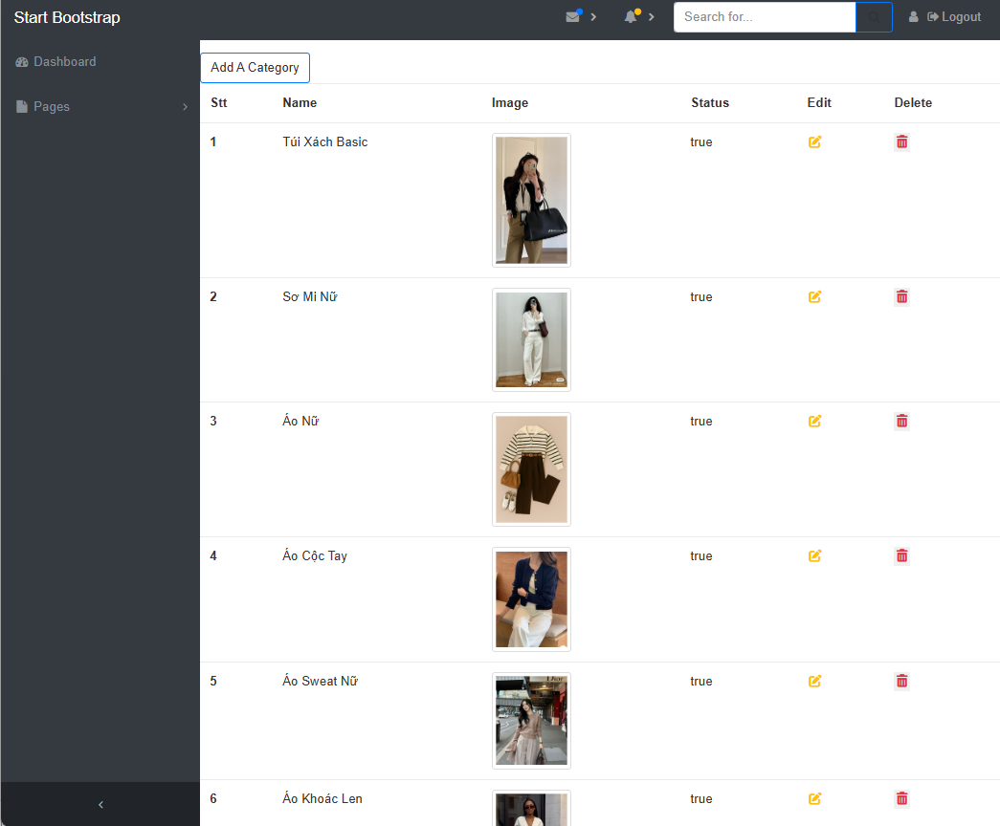 Start Bootstrap
Search for...
Logout
Dashboard
Pages
Add A Category
Stt Name Image Status Edit Delete
1 Túi Xách Basic true
2 Sơ Mi Nữ true
3 Áo Nữ true
4 Áo Cộc Tay true
5 Áo Sweat Nữ true
Dior
6 Áo Khoác Len true